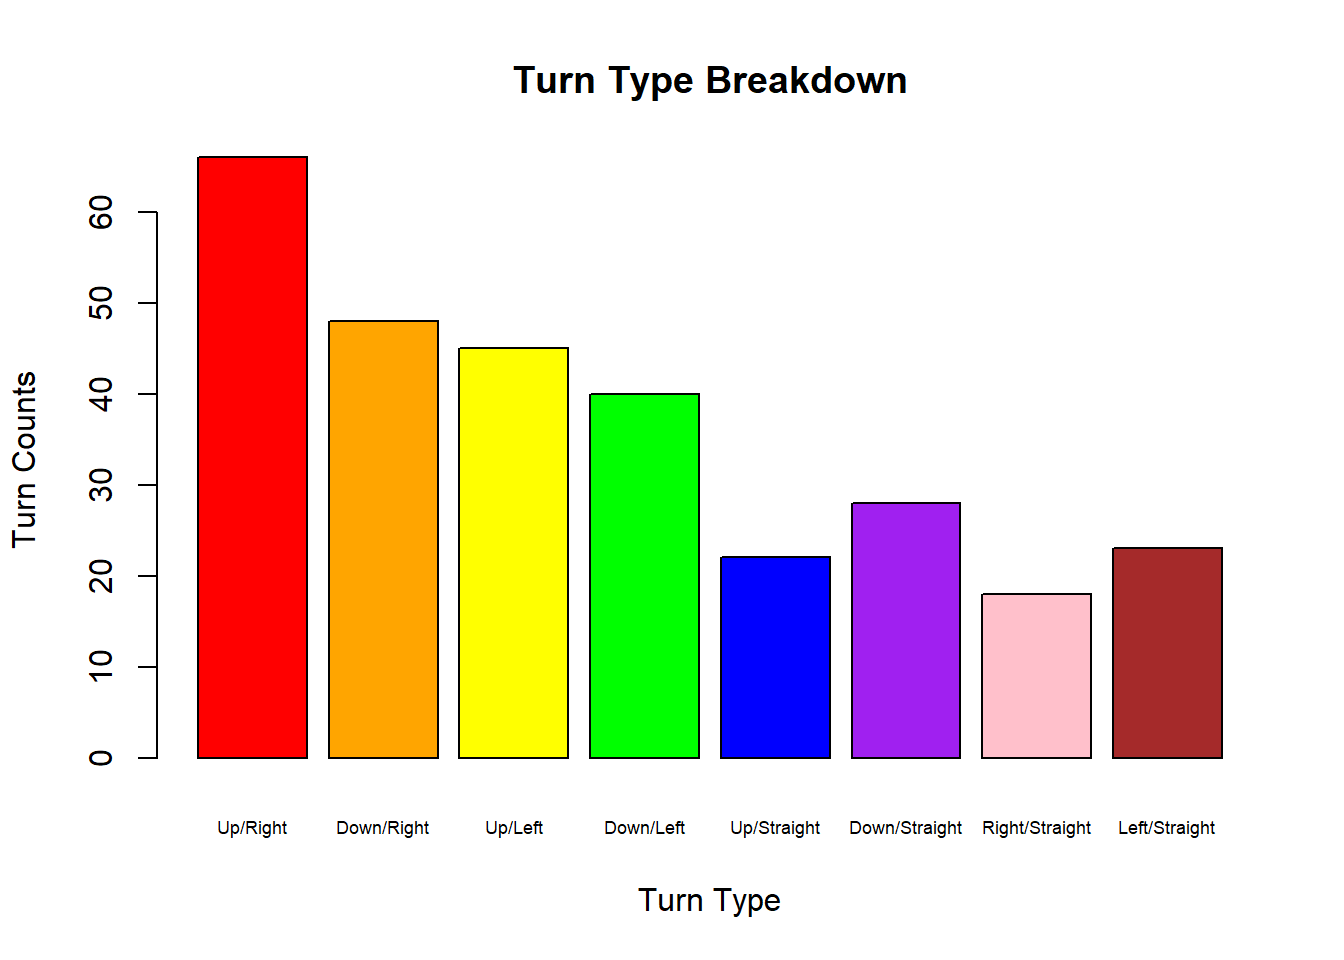 Turn Type Breakdown
Turn Counts
60
50
40
30
20
10
0
Up/Right Down/Right Up/Left Down/Left Up/Straight Down/Straight Right/Straight Left/Straight
Turn Type